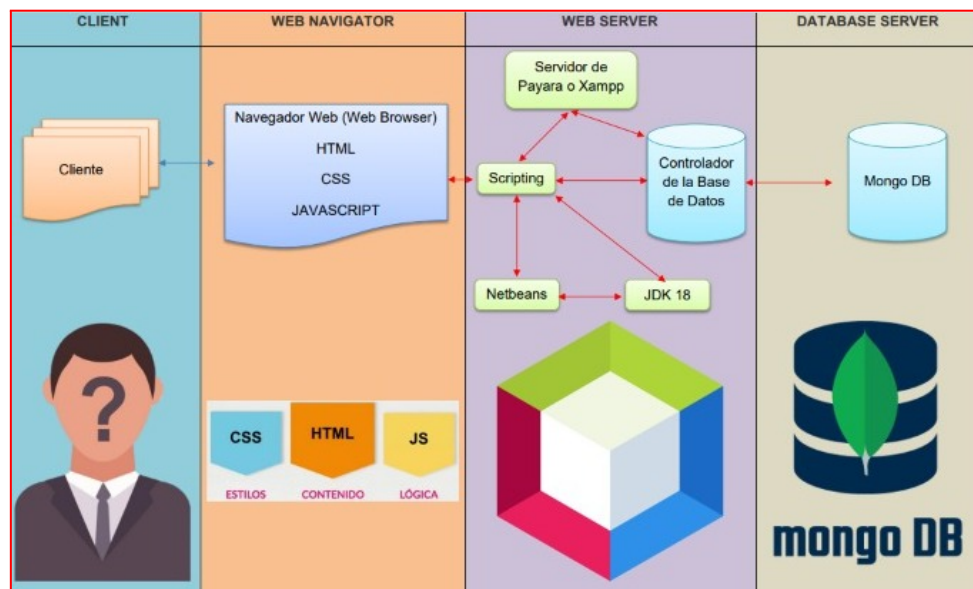 CLIENT
WEB NAVIGATOR
WEB SERVER
DATABASE SERVER
Cliente
Navegador Web (Web Browser)
HTML
CSS
JAVASCRIPT
Servidor de
Payara o Xampp
Scripting
Controlador
de la Base
de Datos
Netbeans
JDK 18
Mongo DB
?
CSS
HTML
JS
ESTILOS
CONTENIDO
LÓGICA
mongo DB